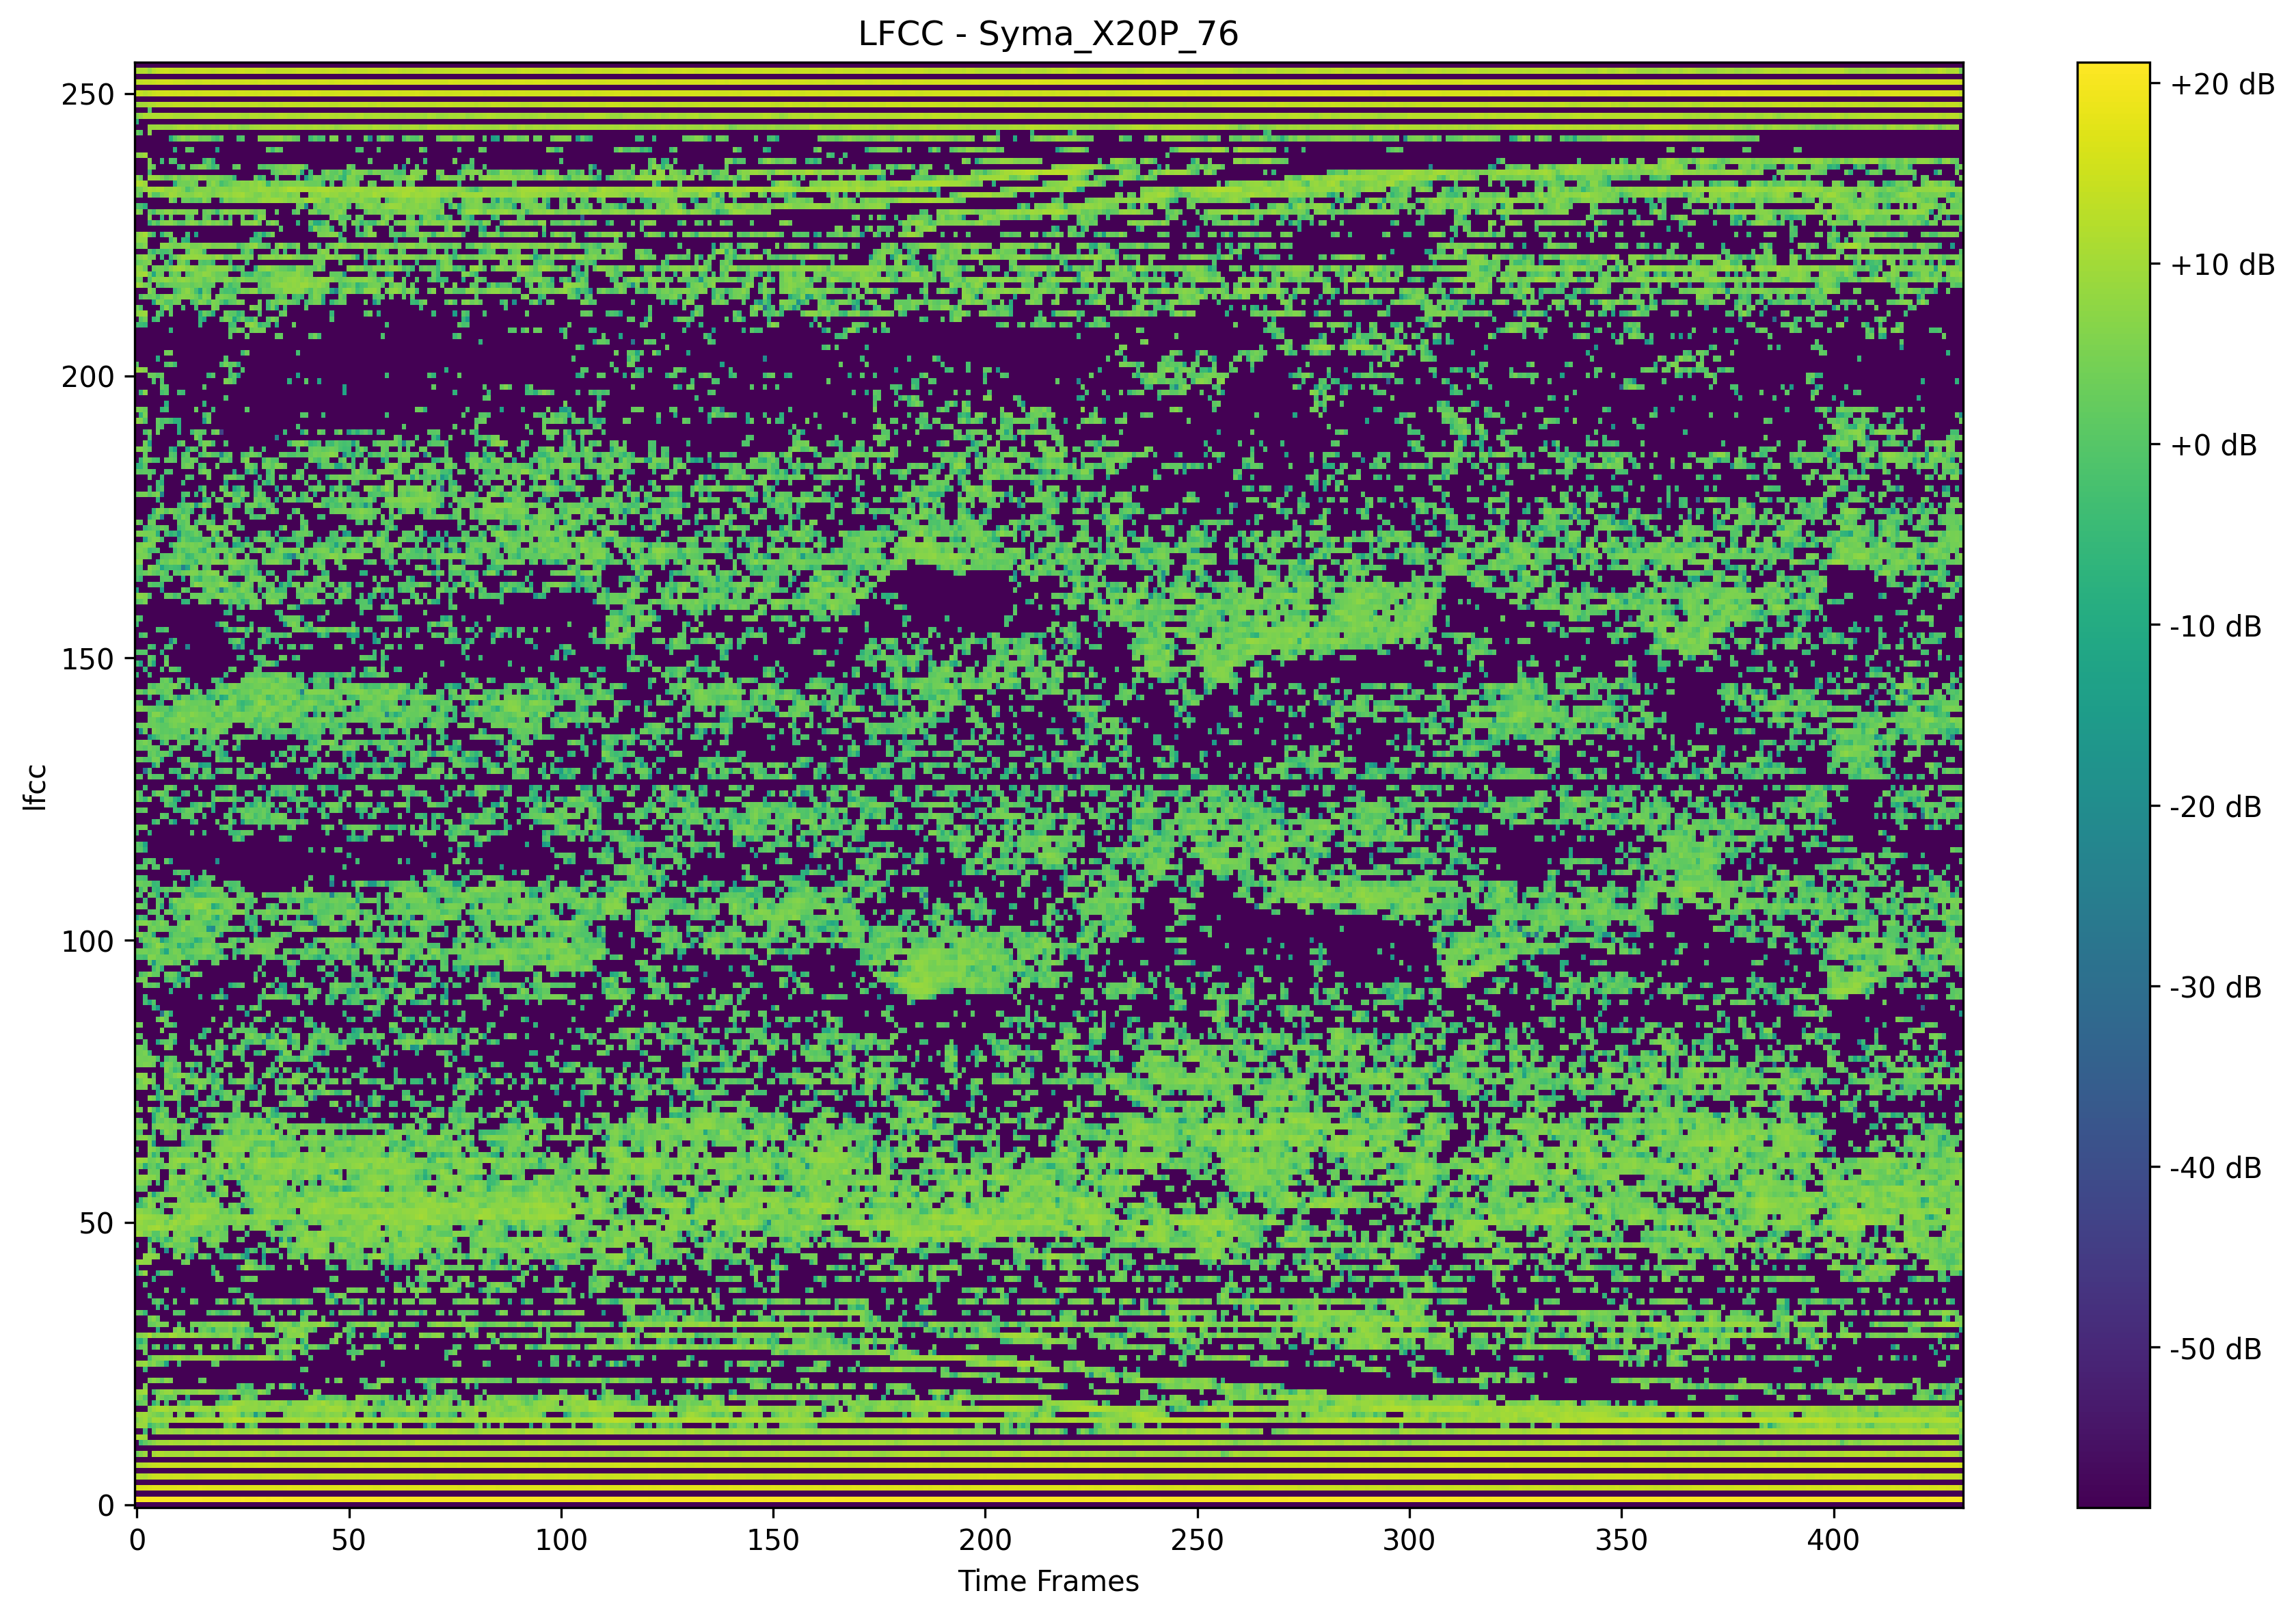 LFCC - Syma_X20P_76
250
200
150
100
50
0
lfcc
0 50 100 150 200 250 300 350 400
Time Frames
+20 dB
+10 dB
+0 dB
-10 dB
-20 dB
-30 dB
-40 dB
-50 dB